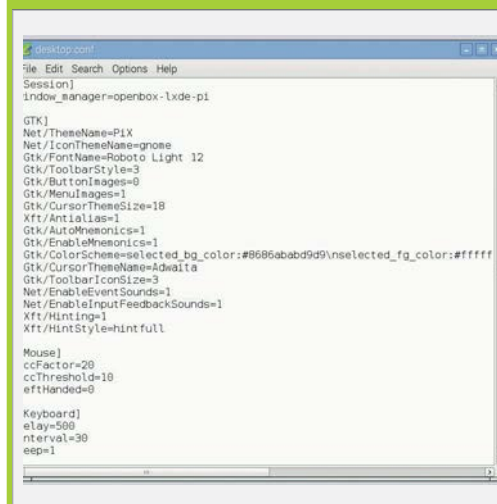 desktop.conf
File Edit Search Options Help
Session]
indow_manager=openbox-lxde-pi
GTK]
Net/ThemeName=PiX
Net/IconThemeName=gnome
Gtk/FontName=Roboto Light 12
Gtk/ToolbarStyle=3
Gtk/ButtonImages=0
Gtk/MenuImages=1
Gtk/CursorThemeSize=18
Xft/Antialias=1
Gtk/AutoMnemonics=1
Gtk/EnableMnemonics=1
Gtk/ColorScheme=selected_bg_color:#8686ababd9d9\nselected_fg_color:#fffff
Gtk/CursorThemeName=Adwaita
Gtk/ToolbarIconSize=3
Net/EnableEventSounds=1
Net/EnableInputFeedbackSounds=1
Xft/Hinting=1
Xft/HintStyle=hintfull
Mouse]
ccFactor=20
ccThreshold=10
eftHanded=0
Keyboard]
elay=500
nterval=30
eep=1